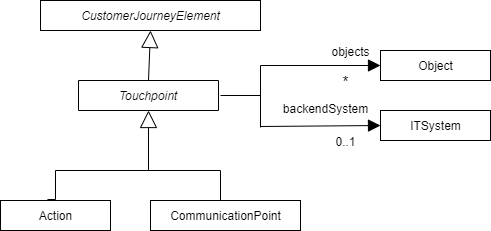 CustomerJourneyElement
objects
Object
*
Touchpoint
backendSystem
ITSystem
0..1
Action
CommunicationPoint